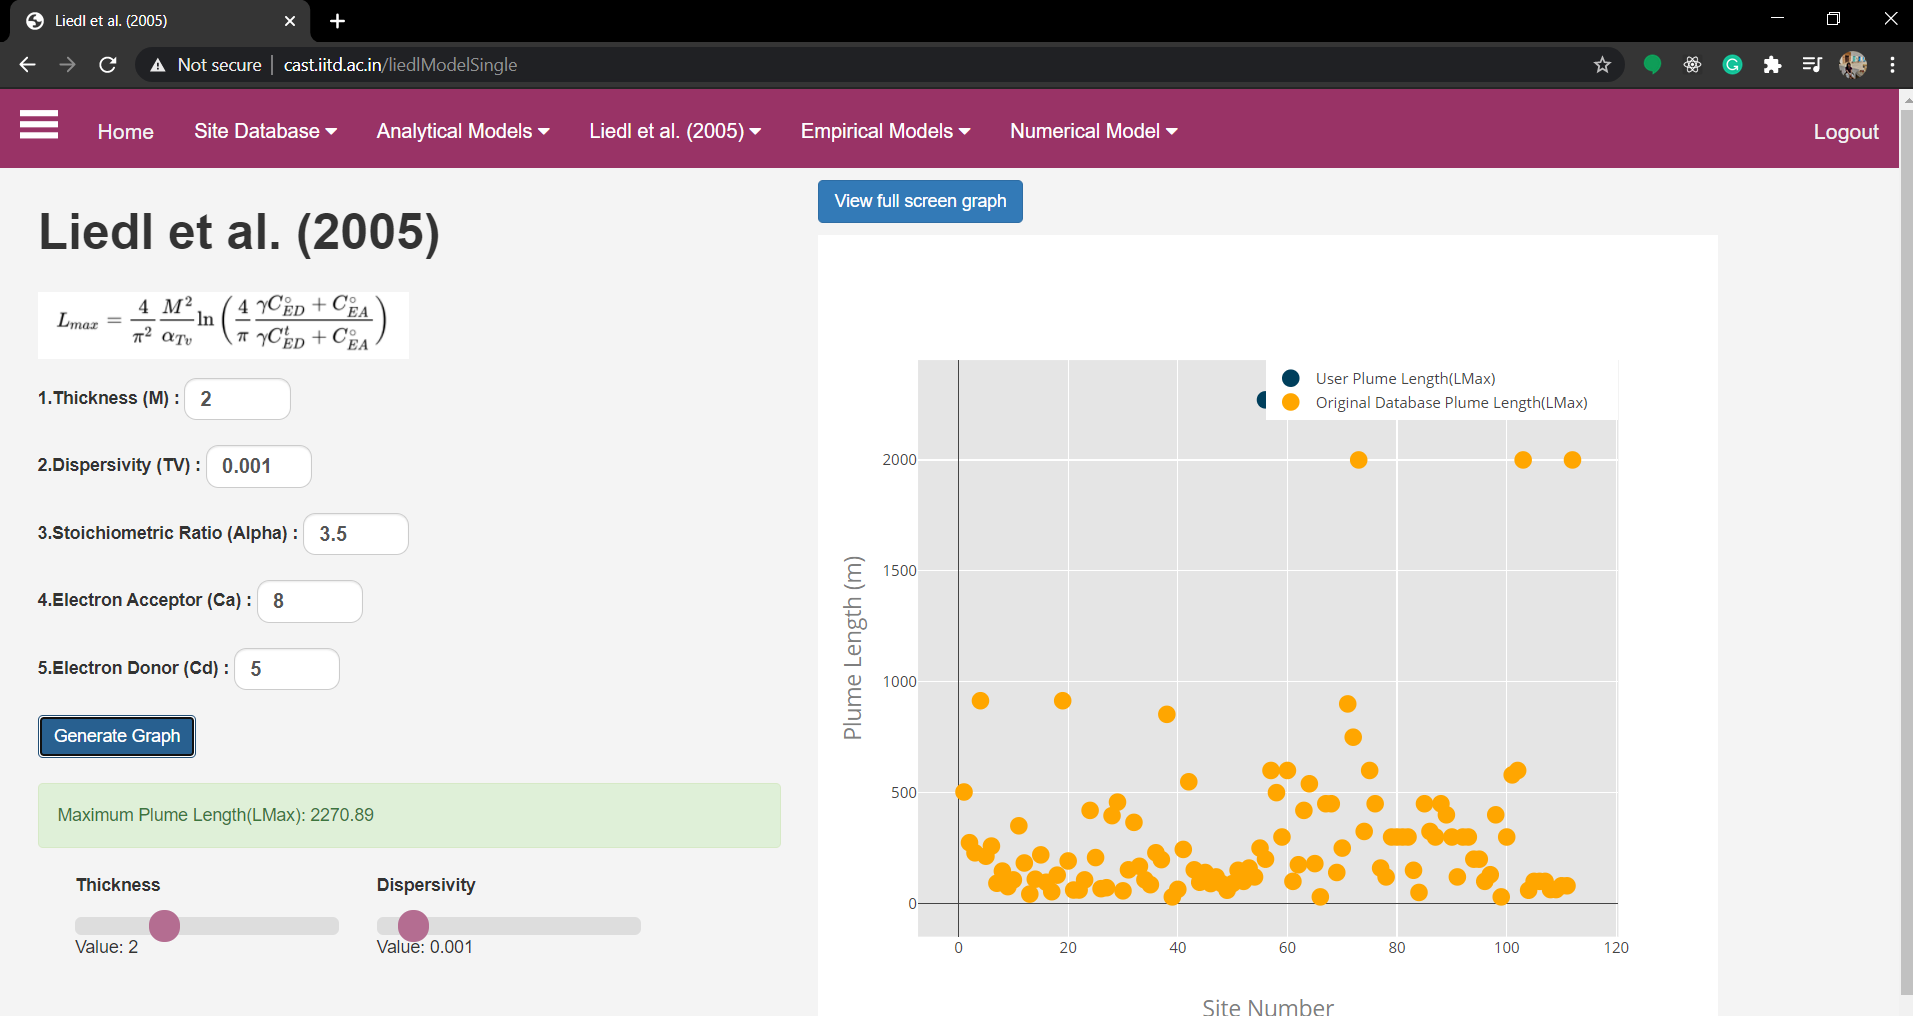 Liedl et al. (2005)
Not secure | cast.iitd.ac.in/liedlModelSingle
Home Site Database Analytical Models Liedl et al. (2005) Empirical Models Numerical Model Logout
View full screen graph
Liedl et al. (2005)
L_{max} = \frac{4}{\pi^2} \frac{M^2}{\alpha_{Tv}} \ln \left( \frac{4}{\pi} \frac{\gamma C_{ED}^{\circ} + C_{EA}^{\circ}}{\gamma C_{ED}^{t} + C_{EA}^{\circ}} \right)
1.Thickness (M) : 2
2.Dispersivity (TV) : 0.001
3.Stoichiometric Ratio (Alpha) : 3.5
4.Electron Acceptor (Ca) : 8
5.Electron Donor (Cd) : 5
Generate Graph
Maximum Plume Length(LMax): 2270.89
Thickness Dispersivity
Value: 2 Value: 0.001
User Plume Length(LMax)
Original Database Plume Length(LMax)
Plume Length (m)
2000
1500
1000
500
0
0 20 40 60 80 100 120
Site Number